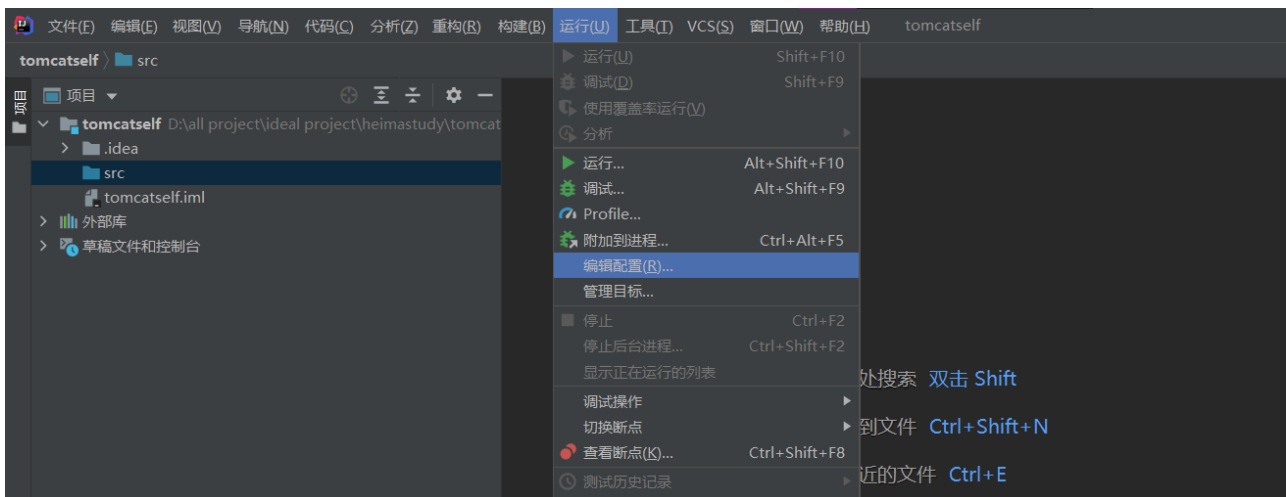 文件(F) 编辑(E) 视图(V) 导航(N) 代码(C) 分析(Z) 重构(R) 构建(B) 运行(U) 工具(T) VCS(S) 窗口(W) 帮助(H) tomcatself
tomcatself src
项目
项目
tomcatself D:\all project\ideal project\heimastudy\tomcat
.idea
src
tomcatself.iml
外部库
草稿文件和控制台
运行(U) Shift+F10
调试(D) Shift+F9
使用覆盖率运行(V)
分析
运行... Alt+Shift+F10
调试... Alt+Shift+F9
Profile...
附加到进程... Ctrl+Alt+F5
编辑配置(R)...
管理目标...
停止 Ctrl+F2
停止后台进程... Ctrl+Shift+F2
显示正在运行的列表
调试操作
切换断点
查看断点(K)... Ctrl+Shift+F8
测试历史记录
处搜索 双击 Shift
到文件 Ctrl+Shift+N
近的文件 Ctrl+E